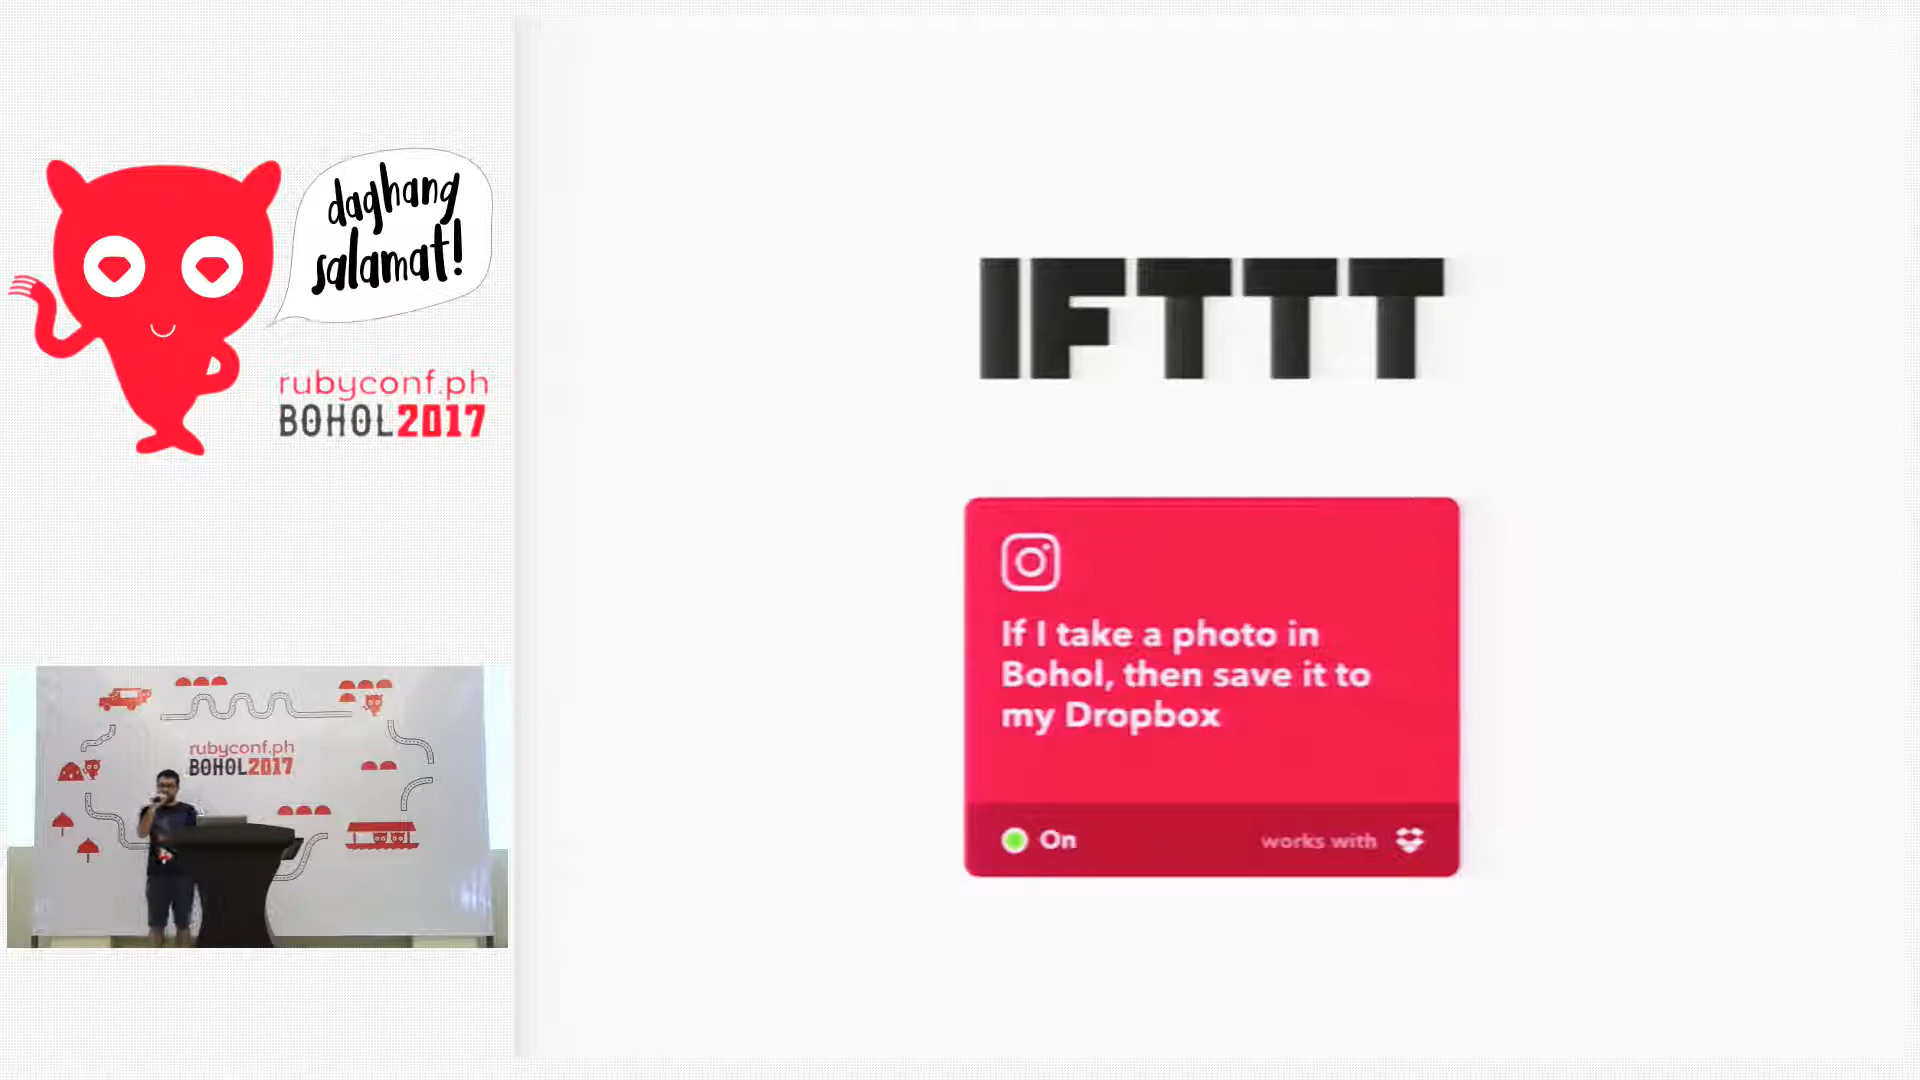 daghang
salamat!
rubyconf.ph
BOHOL2017
rubyconf.ph
BOHOL2017
IFTTT
If I take a photo in
Bohol, then save it to
my Dropbox
On
works with